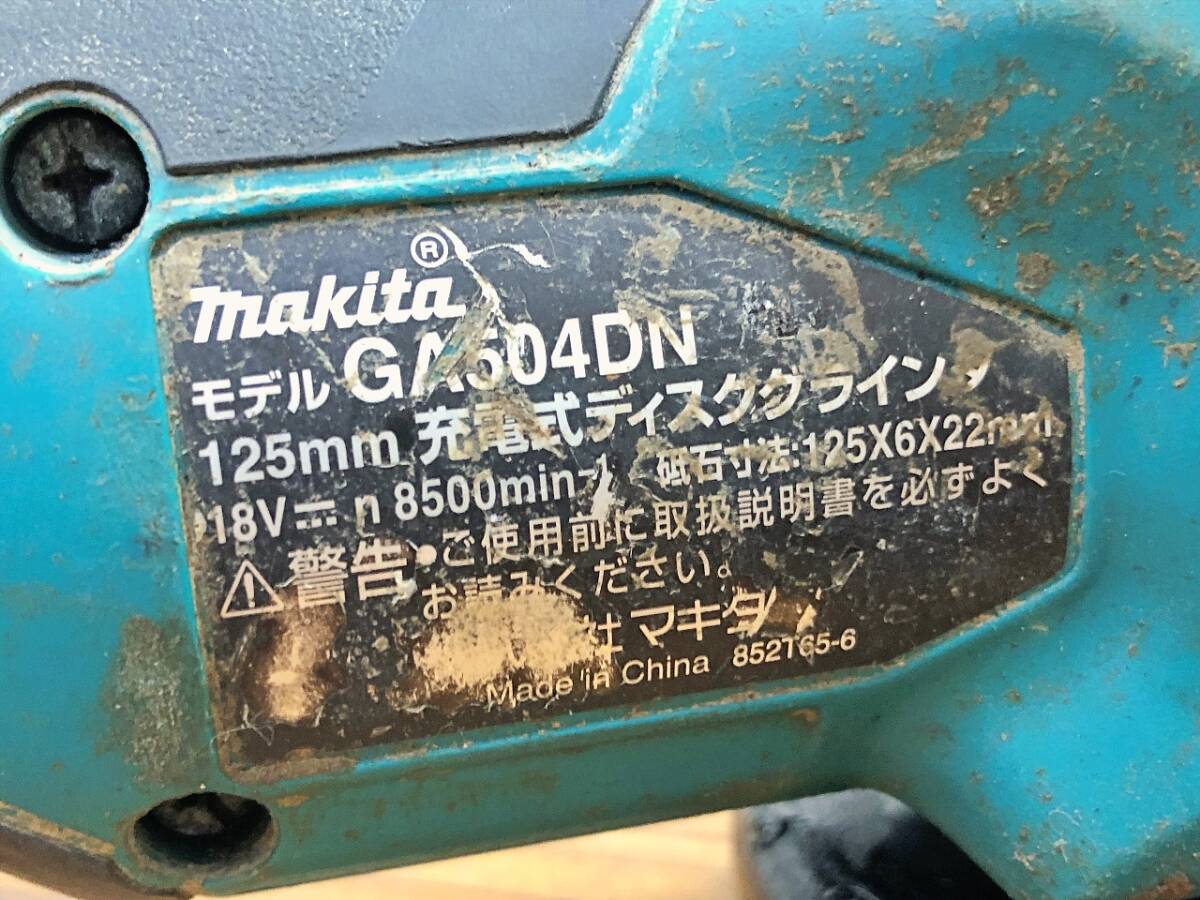 makita®
モデル GA504DN
125mm 充電式ディスクグライン
18V⎓ n 8500min⁻¹ 砥石寸法:125X6X22mm
⚠警告・ご使用前に取扱説明書を必ずよく
お読みください。
社 マキタ
Made in China 852T65-6